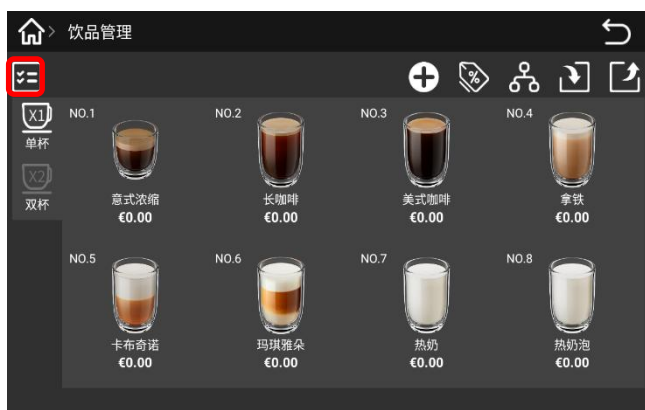 饮品管理
X1
单杯
X2
双杯
NO.1
意式浓缩
€0.00
NO.2
长咖啡
€0.00
NO.3
美式咖啡
€0.00
NO.4
拿铁
€0.00
NO.5
卡布奇诺
€0.00
NO.6
玛琪雅朵
€0.00
NO.7
热奶
€0.00
NO.8
热奶泡
€0.00